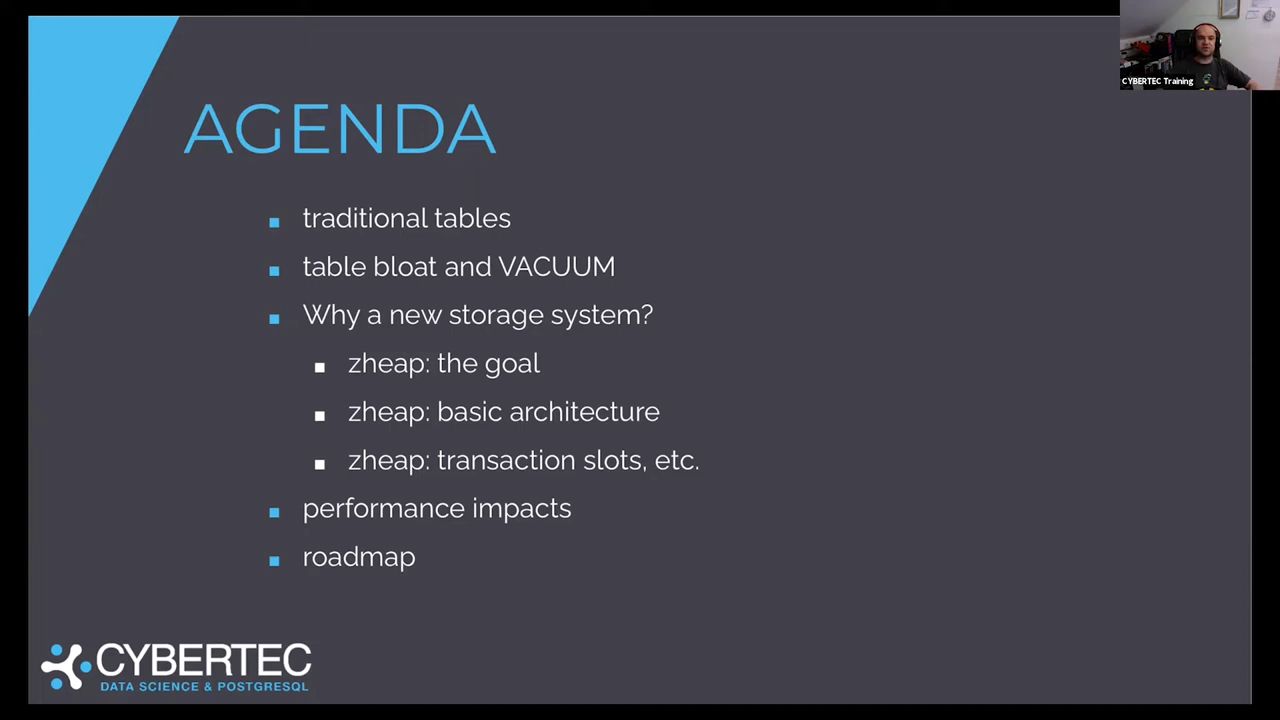 CYBERTEC Training
AGENDA
traditional tables
table bloat and VACUUM
Why a new storage system?
zheap: the goal
zheap: basic architecture
zheap: transaction slots, etc.
performance impacts
roadmap
CYBERTEC
DATA SCIENCE & POSTGRESQL